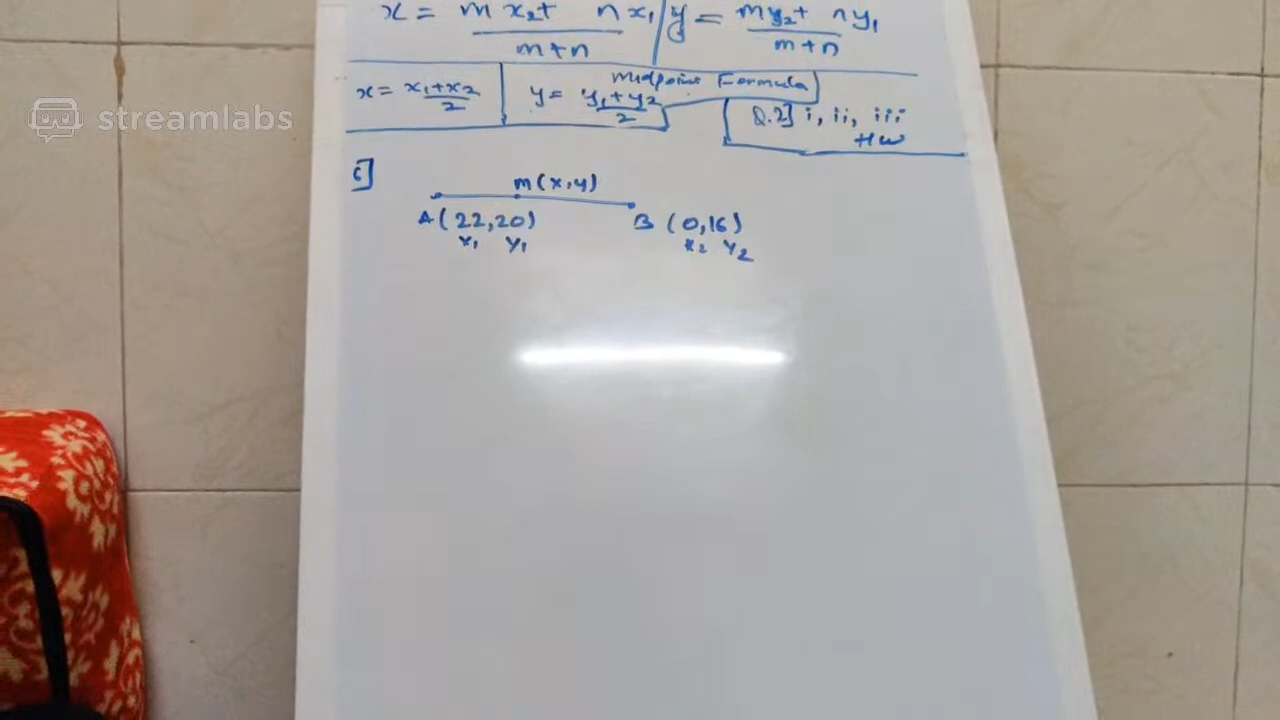 x = m x2 + n x1 / m+n y = m y2 + n y1 / m+n
Midpoint Formula
x = x1+x2 / 2 y = y1+y2 / 2
Q.2] i, ii, iii
HW
streamlabs
6]
M(x,y)
A(22,20) B(0,16)
x1 y1 x2 y2